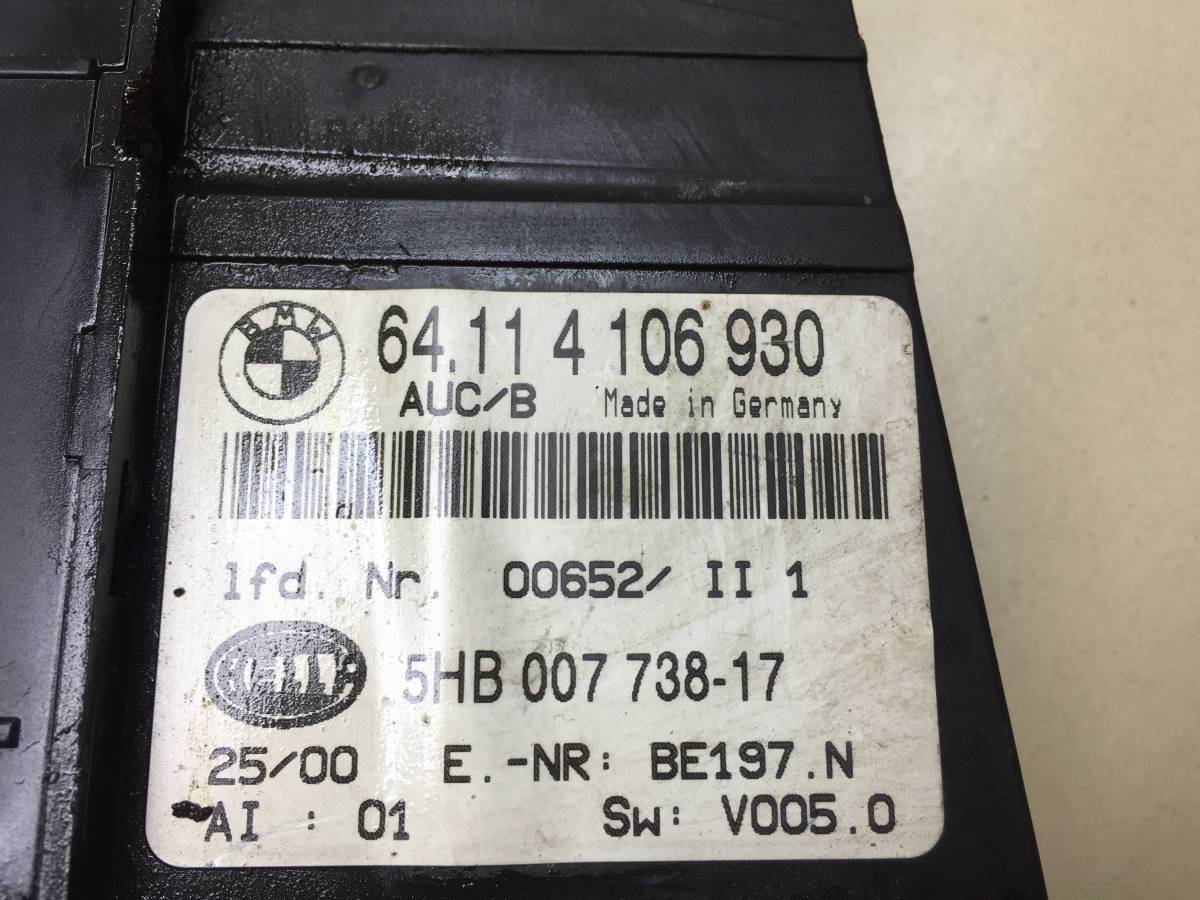 BMW
64.11 4 106 930
AUC/B Made in Germany
lfd. Nr. 00652/ II 1
HELLA
5HB 007 738-17
25/00 E.-NR: BE197.N
AI : 01 Sw: V005.0